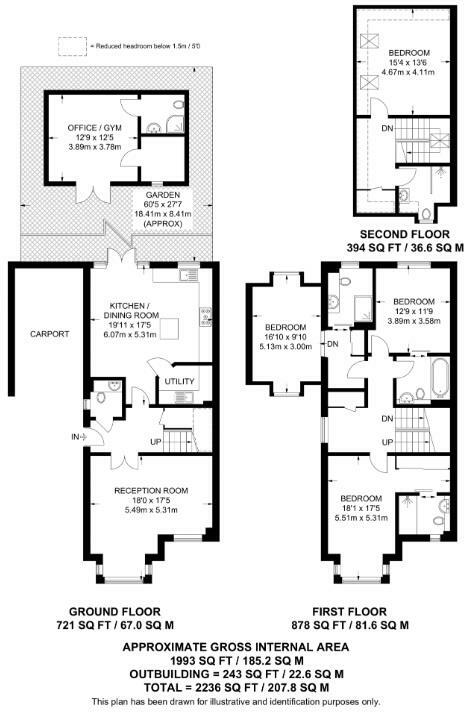 = Reduced headroom below 1.5m / 5'0
OFFICE / GYM
12'9 x 12'5
3.89m x 3.78m
GARDEN
60'5 x 27'7
18.41m x 8.41m
(APPROX)
BEDROOM
15'4 x 13'6
4.67m x 4.11m
DN
SECOND FLOOR
394 SQ FT / 36.6 SQ M
CARPORT
KITCHEN /
DINING ROOM
19'11 x 17'5
6.07m x 5.31m
UTILITY
IN
UP
RECEPTION ROOM
18'0 x 17'5
5.49m x 5.31m
BEDROOM
16'10 x 9'10
5.13m x 3.00m
DN
BEDROOM
12'9 x 11'9
3.89m x 3.58m
DN
UP
BEDROOM
18'1 x 17'5
5.51m x 5.31m
GROUND FLOOR
721 SQ FT / 67.0 SQ M
FIRST FLOOR
878 SQ FT / 81.6 SQ M
APPROXIMATE GROSS INTERNAL AREA
1993 SQ FT / 185.2 SQ M
OUTBUILDING = 243 SQ FT / 22.6 SQ M
TOTAL = 2236 SQ FT / 207.8 SQ M
This plan has been drawn for illustrative and identification purposes only.